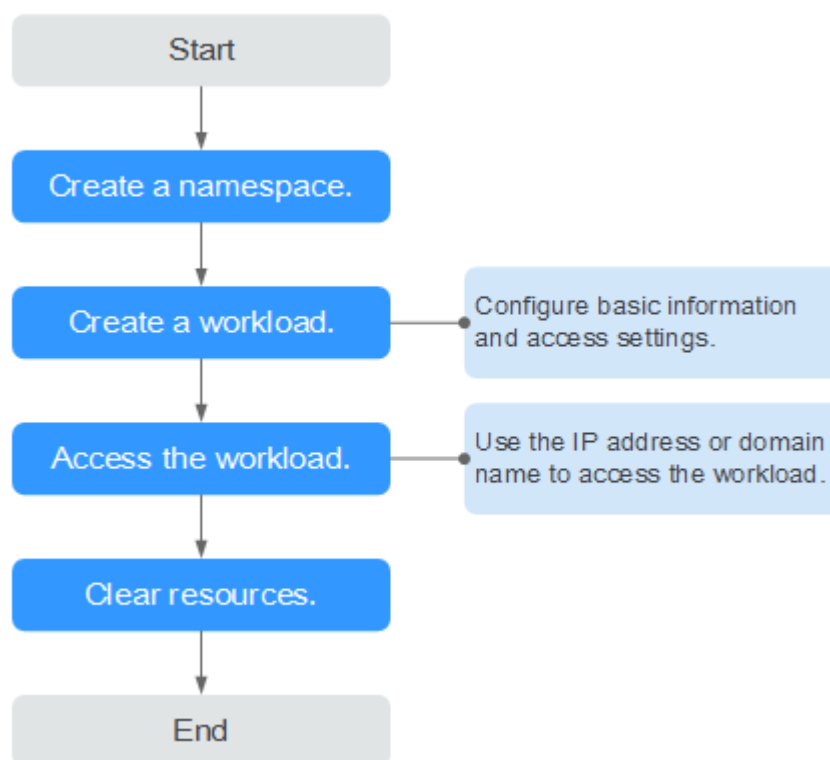 Start
Create a namespace.
Create a workload.
Configure basic information
and access settings.
Access the workload.
Use the IP address or domain
name to access the workload.
Clear resources.
End